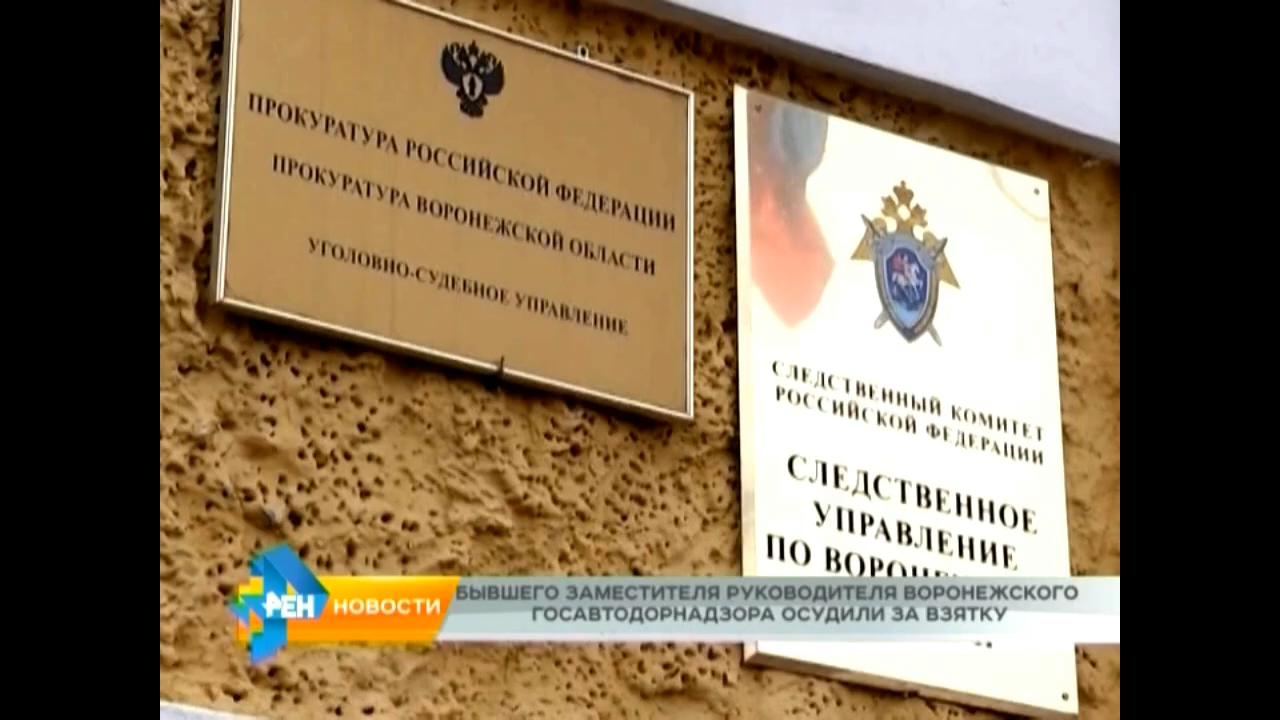 ПРОКУРАТУРА РОССИЙСКОЙ ФЕДЕРАЦИИ
ПРОКУРАТУРА ВОРОНЕЖСКОЙ ОБЛАСТИ
УГОЛОВНО-СУДЕБНОЕ УПРАВЛЕНИЕ
СЛЕДСТВЕННЫЙ КОМИТЕТ
РОССИЙСКОЙ ФЕДЕРАЦИИ
СЛЕДСТВЕННОЕ
УПРАВЛЕНИЕ
ПО
РЕН НОВОСТИ
БЫВШЕГО ЗАМЕСТИТЕЛЯ РУКОВОДИТЕЛЯ ВОРОНЕЖСКОГО
ГОСАВТОДОРНАДЗОРА ОСУДИЛИ ЗА ВЗЯТКУ